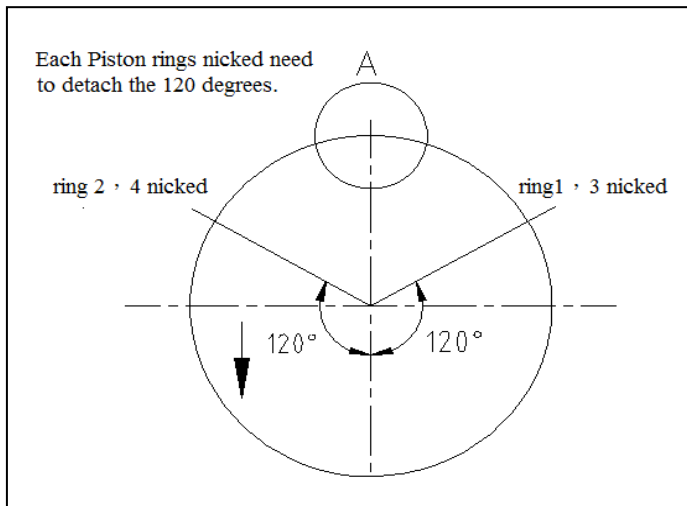 Each Piston rings nicked need
to detach the 120 degrees.
A
ring 2，4 nicked
ring1，3 nicked
120°
120°